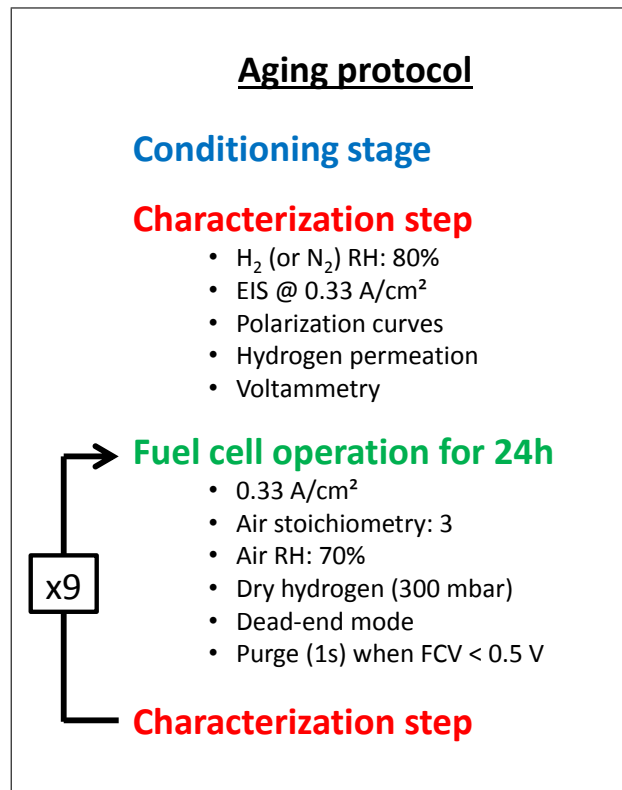 Aging protocol
Conditioning stage
Characterization step
• H₂ (or N₂) RH: 80%
• EIS @ 0.33 A/cm²
• Polarization curves
• Hydrogen permeation
• Voltammetry
Fuel cell operation for 24h
• 0.33 A/cm²
• Air stoichiometry: 3
• Air RH: 70%
• Dry hydrogen (300 mbar)
• Dead-end mode
• Purge (1s) when FCV < 0.5 V
x9
Characterization step